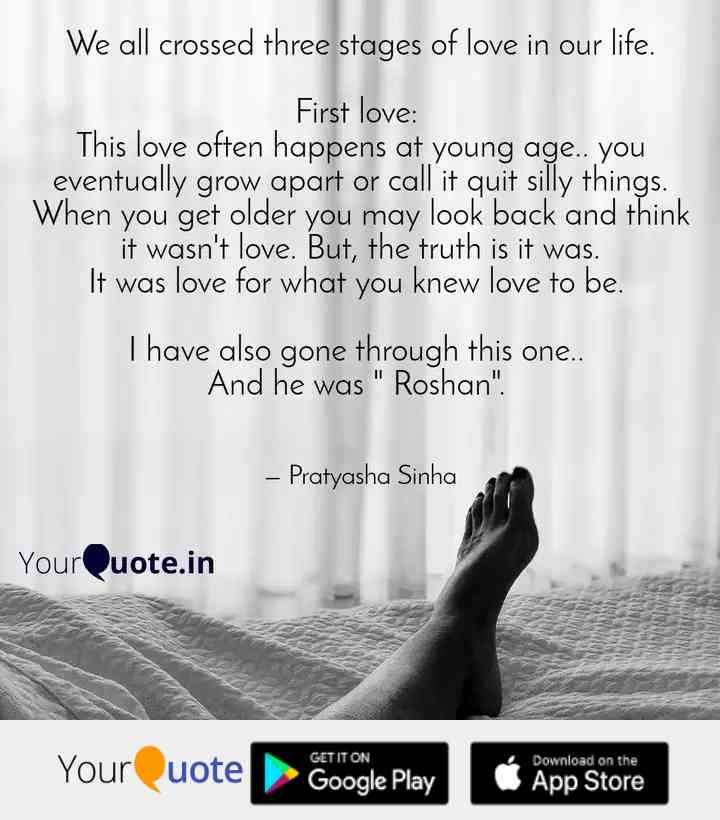 We all crossed three stages of love in our life.
First love:
This love often happens at young age.. you
eventually grow apart or call it quit silly things.
When you get older you may look back and think
it wasn't love. But, the truth is it was.
It was love for what you knew love to be.
I have also gone through this one..
And he was " Roshan".
– Pratyasha Sinha
YourQuote.in
YourQuote
GET IT ON
Google Play
Download on the
App Store